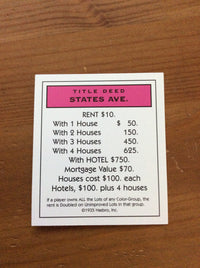 TITLE DEED
STATES AVE.
RENT $10.
With 1 House $ 50.
With 2 Houses 150.
With 3 Houses 450.
With 4 Houses 625.
With HOTEL $750.
Mortgage Value $70.
Houses cost $100. each
Hotels, $100. plus 4 houses
If a player owns ALL the Lots of any Color-Group, the
rent is Doubled on Unimproved Lots in that group.
©1935 Hasbro, Inc.